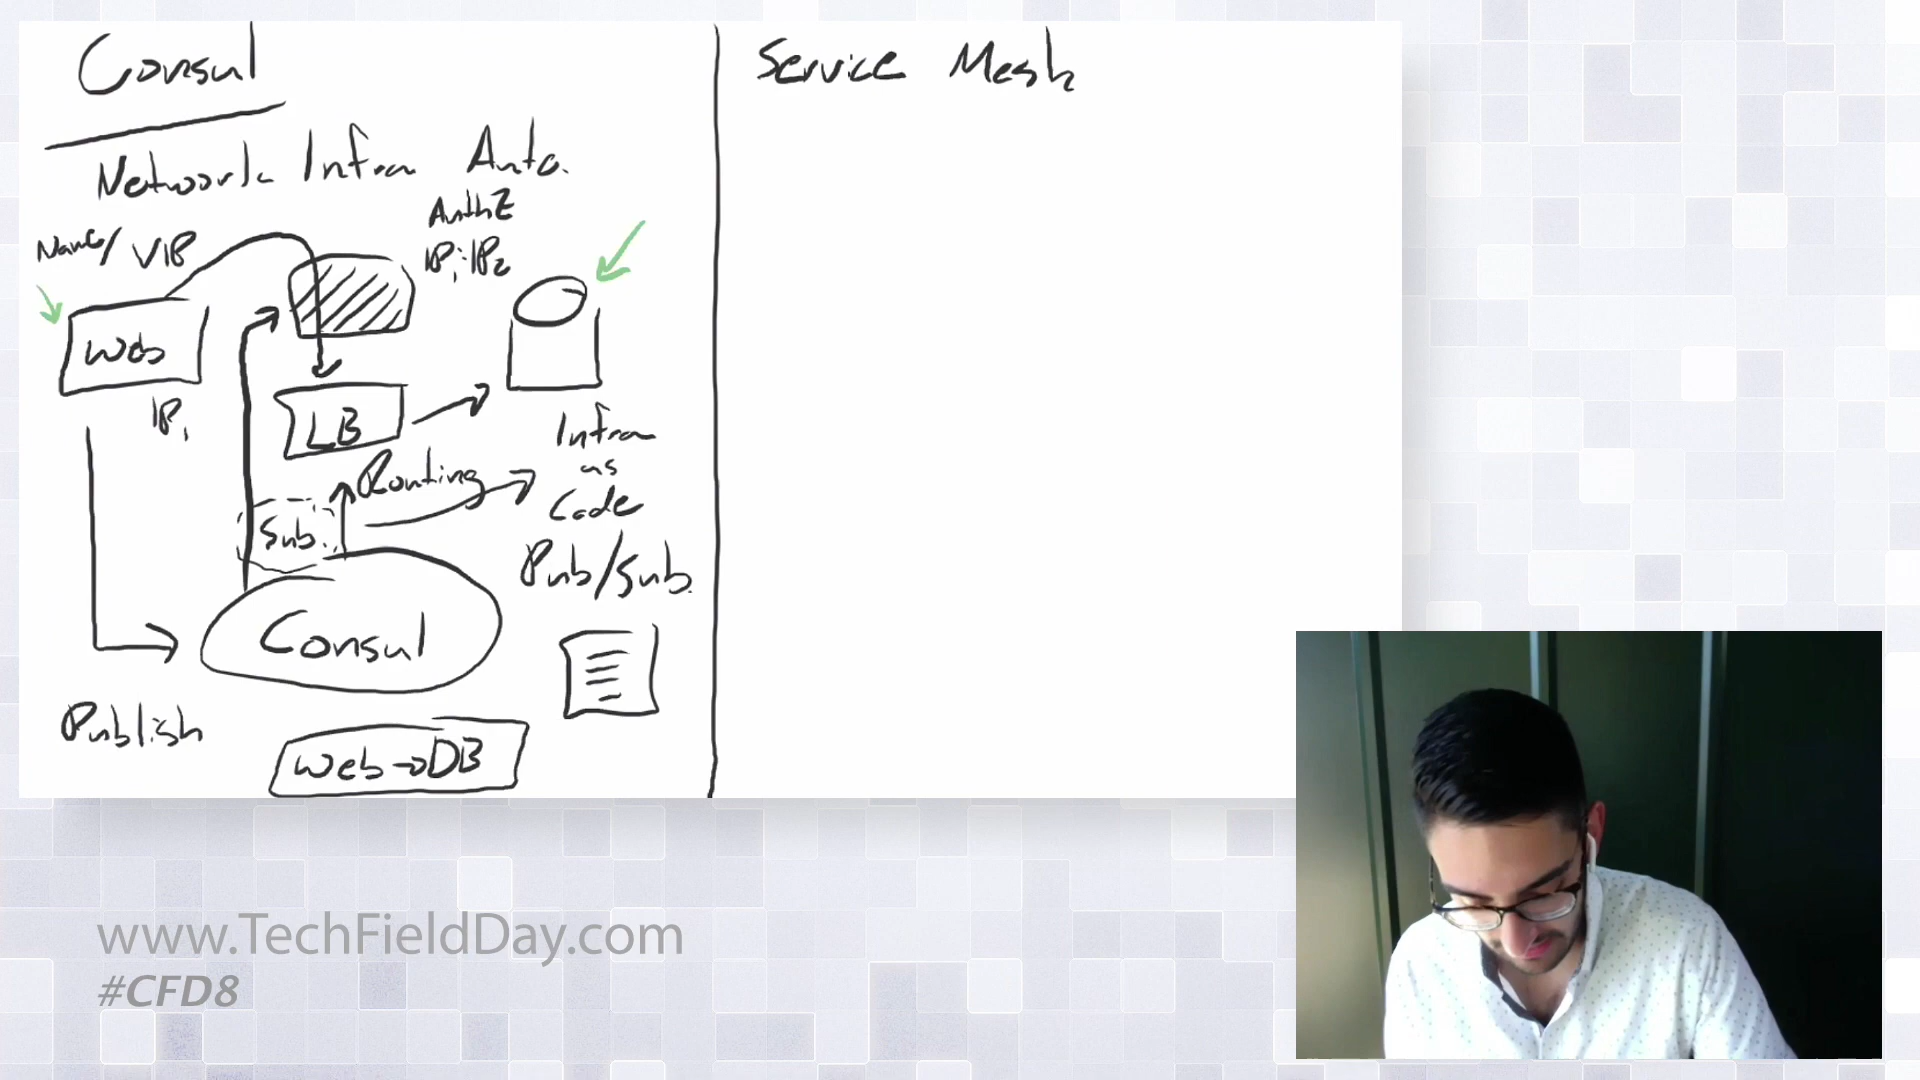 Consul
Network Infra Auto.
AuthZ
IP₁:IP₂
Name/VIP
Web
IP₁
LB
Routing
Infra
as
Code
Sub.
Pub/Sub.
Consul
Publish
Web→DB
Service Mesh
www.TechFieldDay.com
#CFD8